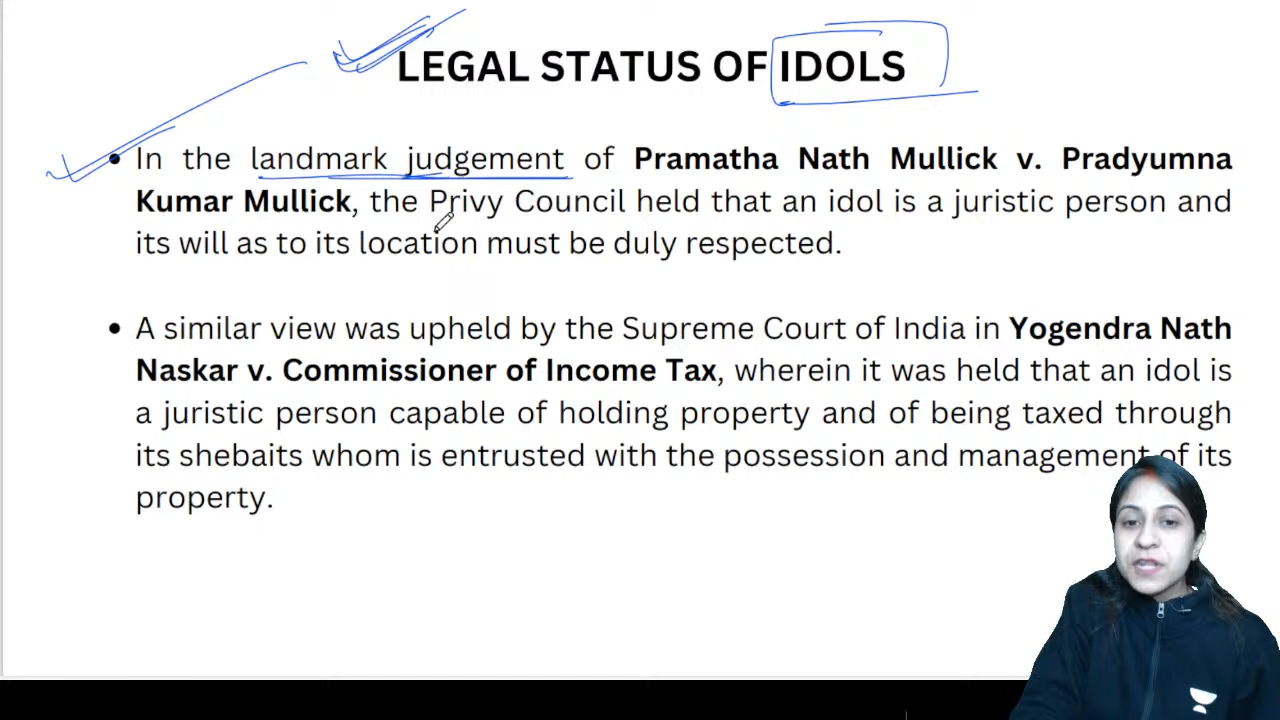 LEGAL STATUS OF IDOLS
• In the landmark judgement of Pramatha Nath Mullick v. Pradyumna
Kumar Mullick, the Privy Council held that an idol is a juristic person and
its will as to its location must be duly respected.
• A similar view was upheld by the Supreme Court of India in Yogendra Nath
Naskar v. Commissioner of Income Tax, wherein it was held that an idol is
a juristic person capable of holding property and of being taxed through
its shebaits whom is entrusted with the possession and management of its
property.